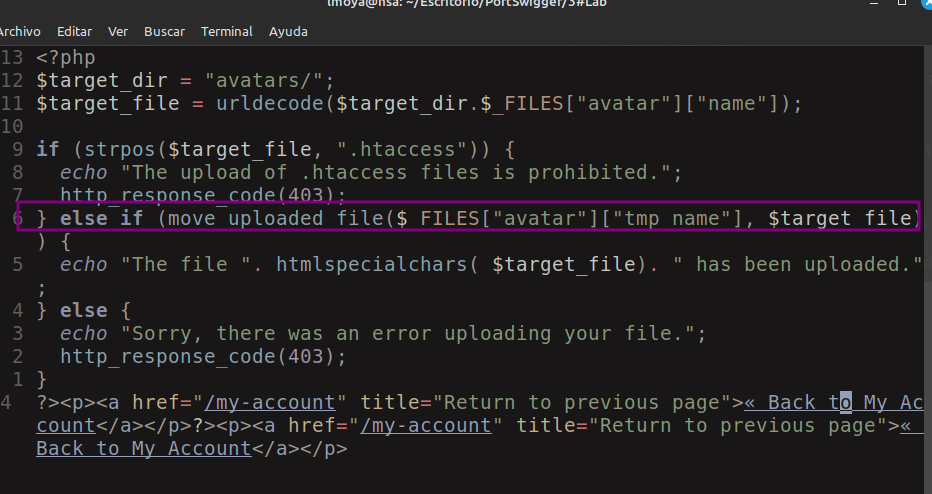 lmoya@nsa: ~/Escritorio/PortSwigger/3#Lab
Archivo Editar Ver Buscar Terminal Ayuda
13 <?php
12 $target_dir = "avatars/";
11 $target_file = urldecode($target_dir.$_FILES["avatar"]["name"]);
10
9 if (strpos($target_file, ".htaccess")) {
8 echo "The upload of .htaccess files is prohibited.";
7 http_response_code(403);
6 } else if (move_uploaded_file($_FILES["avatar"]["tmp_name"], $target_file)
) {
5 echo "The file ". htmlspecialchars( $target_file). " has been uploaded."
;
4 } else {
3 echo "Sorry, there was an error uploading your file.";
2 http_response_code(403);
1 }
4 ?><p><a href="/my-account" title="Return to previous page">« Back to My Ac
count</a></p>?><p><a href="/my-account" title="Return to previous page">«
Back to My Account</a></p>